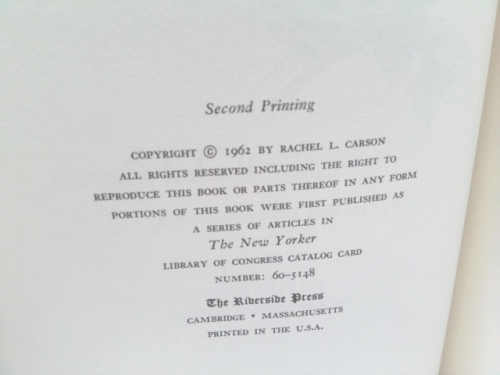 Second Printing
COPYRIGHT © 1962 BY RACHEL L. CARSON
ALL RIGHTS RESERVED INCLUDING THE RIGHT TO
REPRODUCE THIS BOOK OR PARTS THEREOF IN ANY FORM
PORTIONS OF THIS BOOK WERE FIRST PUBLISHED AS
A SERIES OF ARTICLES IN
The New Yorker
LIBRARY OF CONGRESS CATALOG CARD
NUMBER: 60-5148
The Riverside Press
CAMBRIDGE • MASSACHUSETTS
PRINTED IN THE U.S.A.